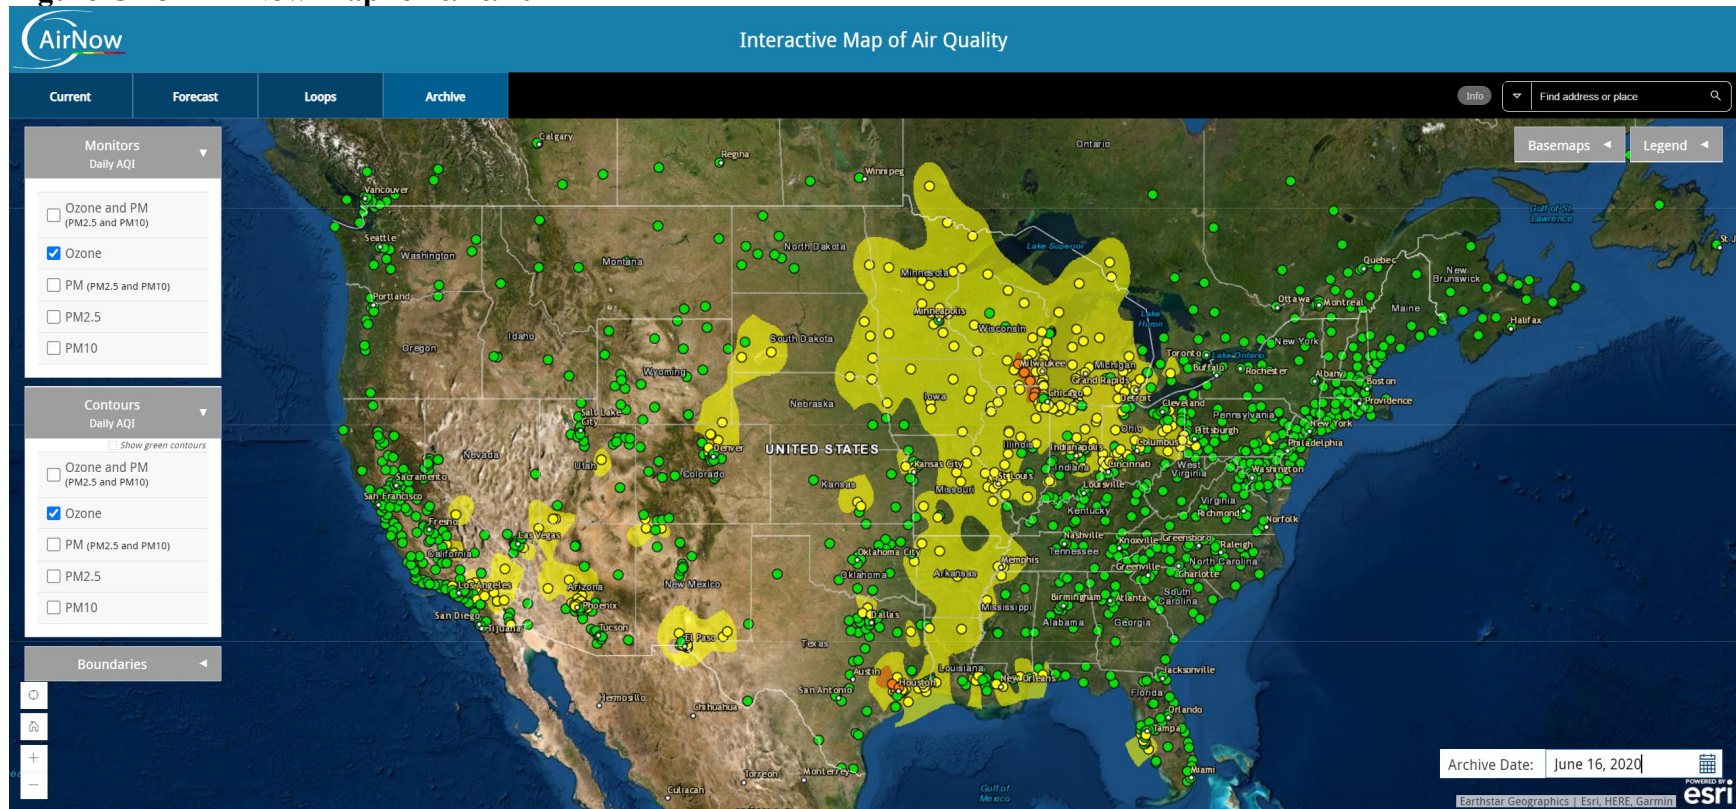 AirNow
Interactive Map of Air Quality
Current
Forecast
Loops
Archive
Info
Find address or place
Monitors
Daily AQI
Ozone and PM
(PM2.5 and PM10)
Ozone
PM (PM2.5 and PM10)
PM2.5
PM10
Contours
Daily AQI
Show green contours
Ozone and PM
(PM2.5 and PM10)
Ozone
PM (PM2.5 and PM10)
PM2.5
PM10
Boundaries
Basemaps
Legend
Calgary
Regina
Winnipeg
Ontario
Vancouver
Gulf of St. Lawrence
St. J
Seattle
Washington
Montana
North Dakota
Minnesota
Lake Superior
Quebec
New Brunswick
Portland
Minneapolis
Ottawa
Montreal
Maine
Halifax
Oregon
Idaho
South Dakota
Wisconsin
Lake Huron
Toronto
Lake Ontario
New York
Wyoming
Milwaukee
Michigan
Grand Rapids
Buffalo
Rochester
Albany
Boston
Nebraska
Iowa
Chicago
Detroit
Cleveland
Providence
Salt Lake City
Pennsylvania
New York
Nevada
Utah
Denver
Colorado
UNITED STATES
Illinois
Indianapolis
Ohio
Columbus
Pittsburgh
Philadelphia
Sacramento
San Francisco
Kansas
Kansas City
Missouri
St Louis
Indiana
Cincinnati
Louisville
West Virginia
Washington
Fresno
California
Las Vegas
Kentucky
Virginia
Richmond
Norfolk
Los Angeles
Arizona
Phoenix
New Mexico
Oklahoma City
Oklahoma
Arkansas
Memphis
Nashville
Tennessee
Knoxville
Greensboro
Raleigh
Greenville
North Carolina
Charlotte
San Diego
Tijuana
Tucson
El Paso
Texas
Dallas
Mississippi
Birmingham
Alabama
Atlanta
Georgia
South Carolina
Austin
San Antonio
Houston
Louisiana
New Orleans
Jacksonville
Florida
Orlando
Tampa
Miami
Hermosillo
Chihuahua
Torreon
Monterrey
Culiacan
Gulf of Mexico
Archive Date: June 16, 2020
POWERED BY
esri
Earthstar Geographics | Esri, HERE, Garmin